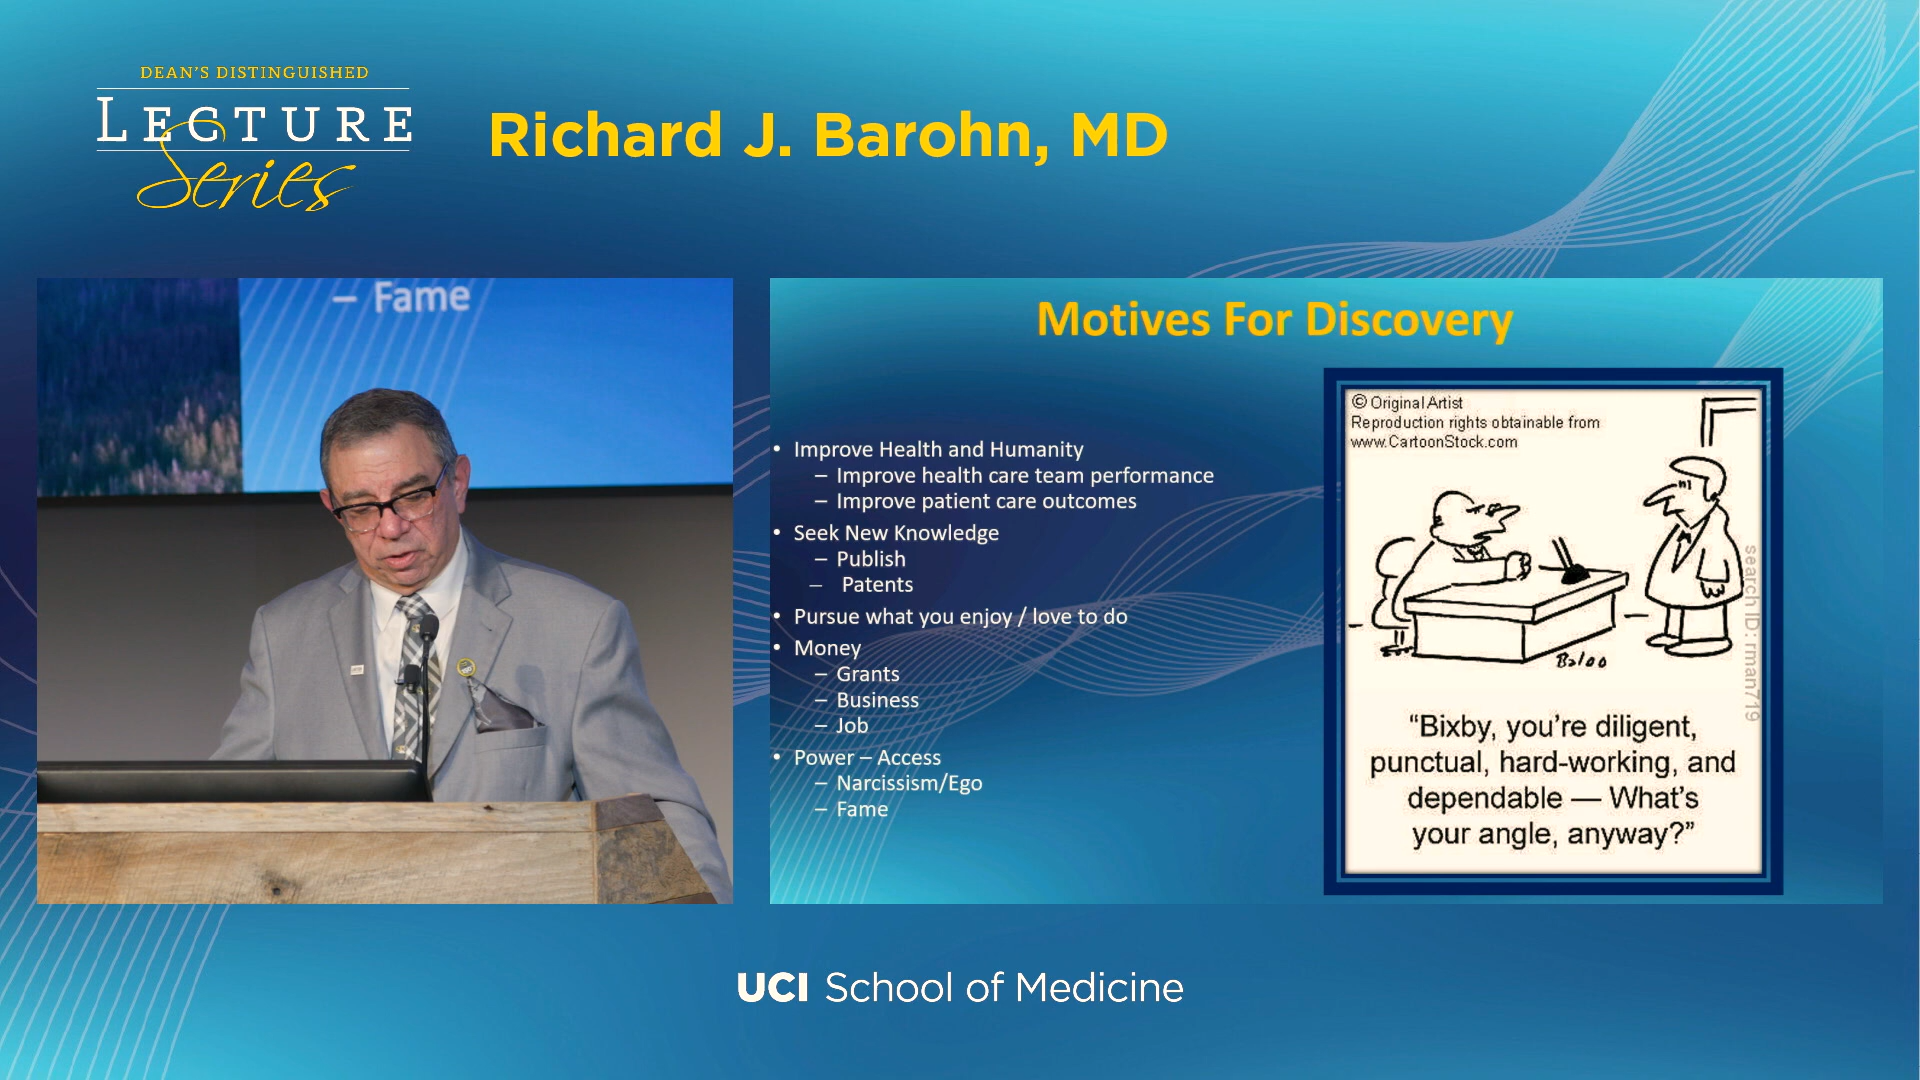 DEAN'S DISTINGUISHED
LECTURE
Series
Richard J. Barohn, MD
– Fame
Motives For Discovery
• Improve Health and Humanity
– Improve health care team performance
– Improve patient care outcomes
• Seek New Knowledge
– Publish
– Patents
• Pursue what you enjoy / love to do
• Money
– Grants
– Business
– Job
• Power – Access
– Narcissism/Ego
– Fame
© Original Artist
Reproduction rights obtainable from
www.CartoonStock.com
search ID: rman719
Baloo
“Bixby, you’re diligent,
punctual, hard-working, and
dependable — What’s
your angle, anyway?”
UCI School of Medicine